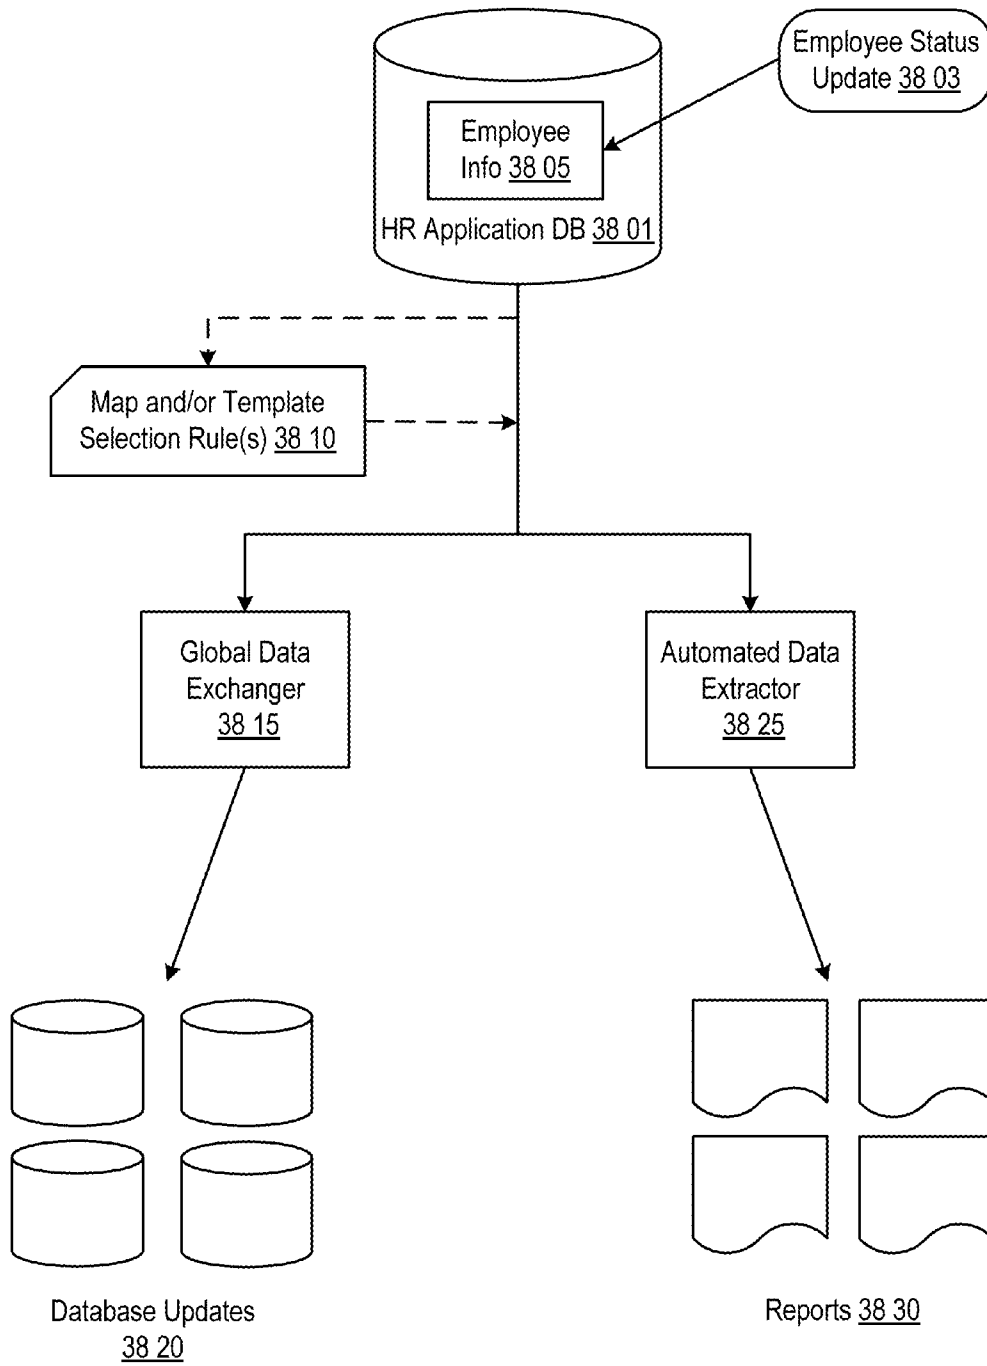 Employee Status
Update 38 03
Employee
Info 38 05
HR Application DB 38 01
Map and/or Template
Selection Rule(s) 38 10
Global Data
Exchanger
38 15
Automated Data
Extractor
38 25
Database Updates
38 20
Reports 38 30